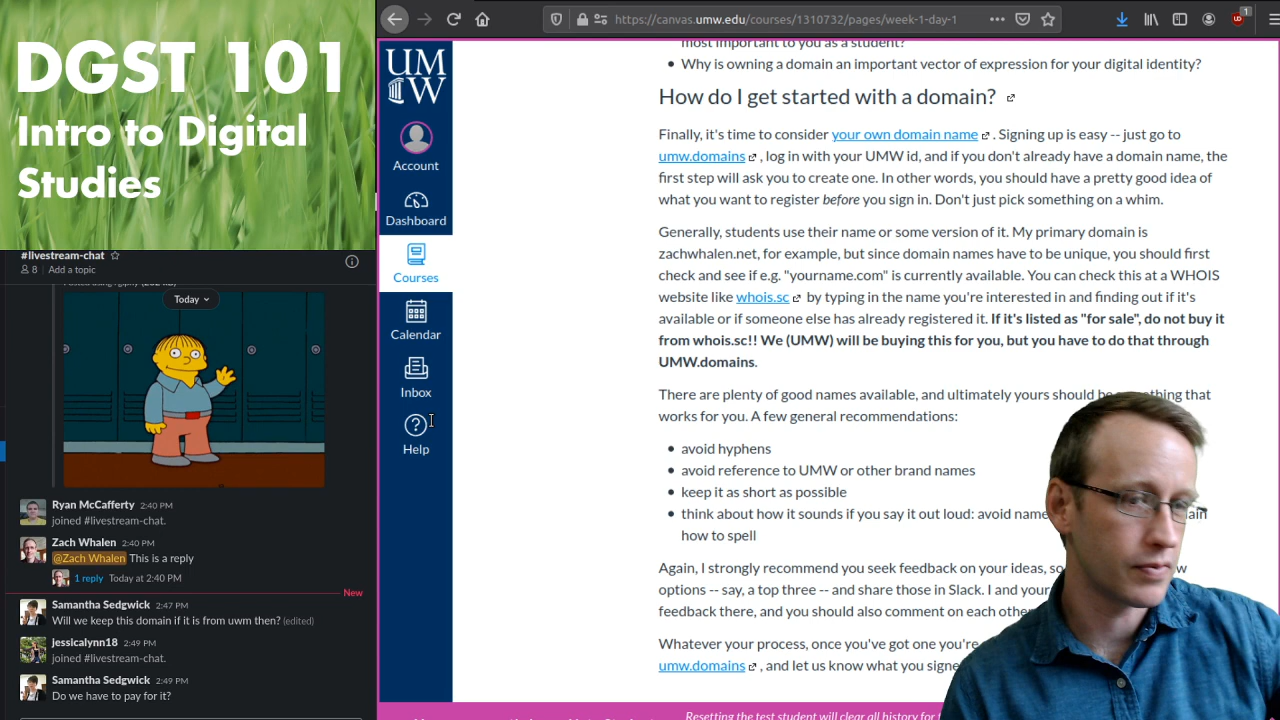 DGST 101
Intro to Digital
Studies
#livestream-chat
8 | Add a topic
Today
Ryan McCafferty 2:40 PM
joined #livestream-chat.
Zach Whalen 2:40 PM
@Zach Whalen This is a reply
1 reply Today at 2:40 PM
New
Samantha Sedgwick 2:47 PM
Will we keep this domain if it is from uwm then? (edited)
jessicalynn18 2:49 PM
joined #livestream-chat.
Samantha Sedgwick 2:49 PM
Do we have to pay for it?
https://canvas.umw.edu/courses/1310732/pages/week-1-day-1
1
UM
W
Account
Dashboard
Courses
Calendar
Inbox
Help
most important to you as a student?
• Why is owning a domain an important vector of expression for your digital identity?
How do I get started with a domain?
Finally, it's time to consider your own domain name . Signing up is easy -- just go to
umw.domains , log in with your UMW id, and if you don't already have a domain name, the
first step will ask you to create one. In other words, you should have a pretty good idea of
what you want to register before you sign in. Don't just pick something on a whim.
Generally, students use their name or some version of it. My primary domain is
zachwhalen.net, for example, but since domain names have to be unique, you should first
check and see if e.g. "yourname.com" is currently available. You can check this at a WHOIS
website like whois.sc by typing in the name you're interested in and finding out if it's
available or if someone else has already registered it. If it's listed as "for sale", do not buy it
from whois.sc!! We (UMW) will be buying this for you, but you have to do that through
UMW.domains.
There are plenty of good names available, and ultimately yours should be something that
works for you. A few general recommendations:
• avoid hyphens
• avoid reference to UMW or other brand names
• keep it as short as possible
• think about how it sounds if you say it out loud: avoid name
how to spell
Again, I strongly recommend you seek feedback on your ideas, so
options -- say, a top three -- and share those in Slack. I and your
feedback there, and you should also comment on each other
Whatever your process, once you've got one you're
umw.domains , and let us know what you signe
Resetting the test student will clear all history for